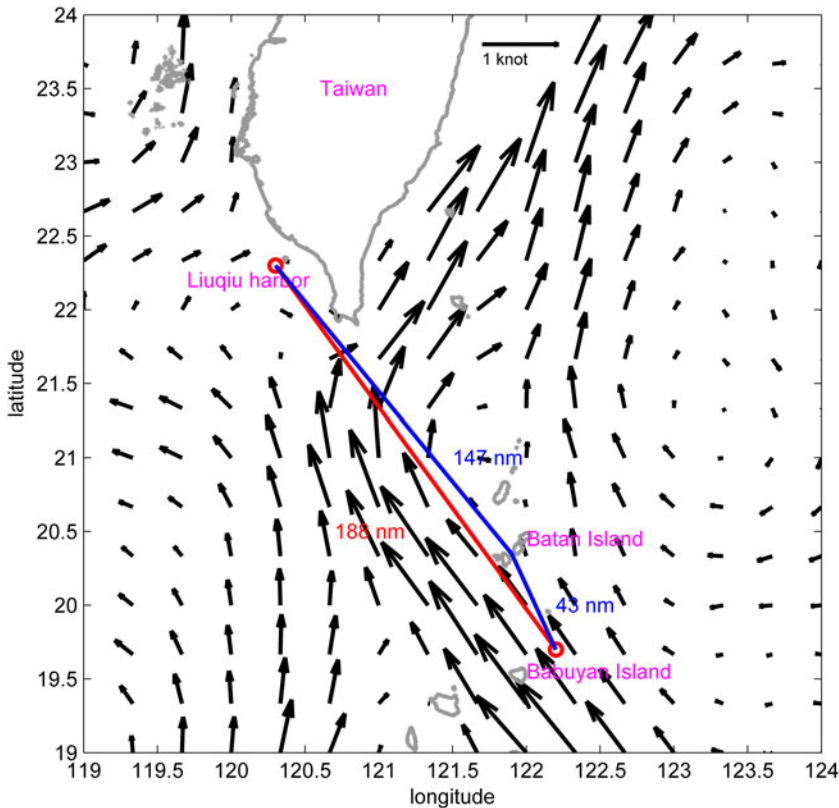 24
23.5
23
22.5
22
21.5
21
20.5
20
19.5
19
latitude
1 knot
Taiwan
Liuqiu harbor
147 nm
188 nm
Batan Island
43 nm
Babuyan Island
119 119.5 120 120.5 121 121.5 122 122.5 123 123.5 124
longitude